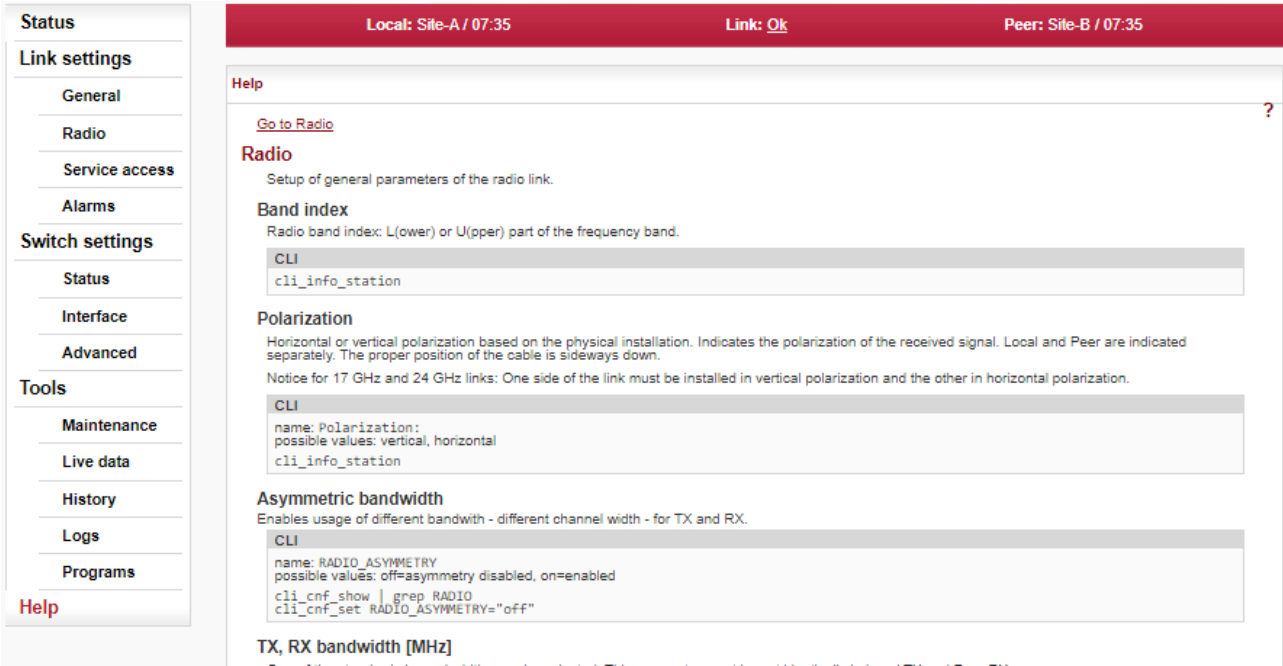 Status
Link settings
General
Radio
Service access
Alarms
Switch settings
Status
Interface
Advanced
Tools
Maintenance
Live data
History
Logs
Programs
Help
Local: Site-A / 07:35
Link: Ok
Peer: Site-B / 07:35
Help
?
Go to Radio
Radio
Setup of general parameters of the radio link.
Band index
Radio band index: L(ower) or U(pper) part of the frequency band.
CLI
cli_info_station
Polarization
Horizontal or vertical polarization based on the physical installation. Indicates the polarization of the received signal. Local and Peer are indicated
separately. The proper position of the cable is sideways down.
Notice for 17 GHz and 24 GHz links: One side of the link must be installed in vertical polarization and the other in horizontal polarization.
CLI
name: Polarization:
possible values: vertical, horizontal
cli_info_station
Asymmetric bandwidth
Enables usage of different bandwith - different channel width - for TX and RX.
CLI
name: RADIO_ASYMMETRY
possible values: off=asymmetry disabled, on=enabled
cli_cnf_show | grep RADIO
cli_cnf_set RADIO_ASYMMETRY="off"
TX, RX bandwidth [MHz]